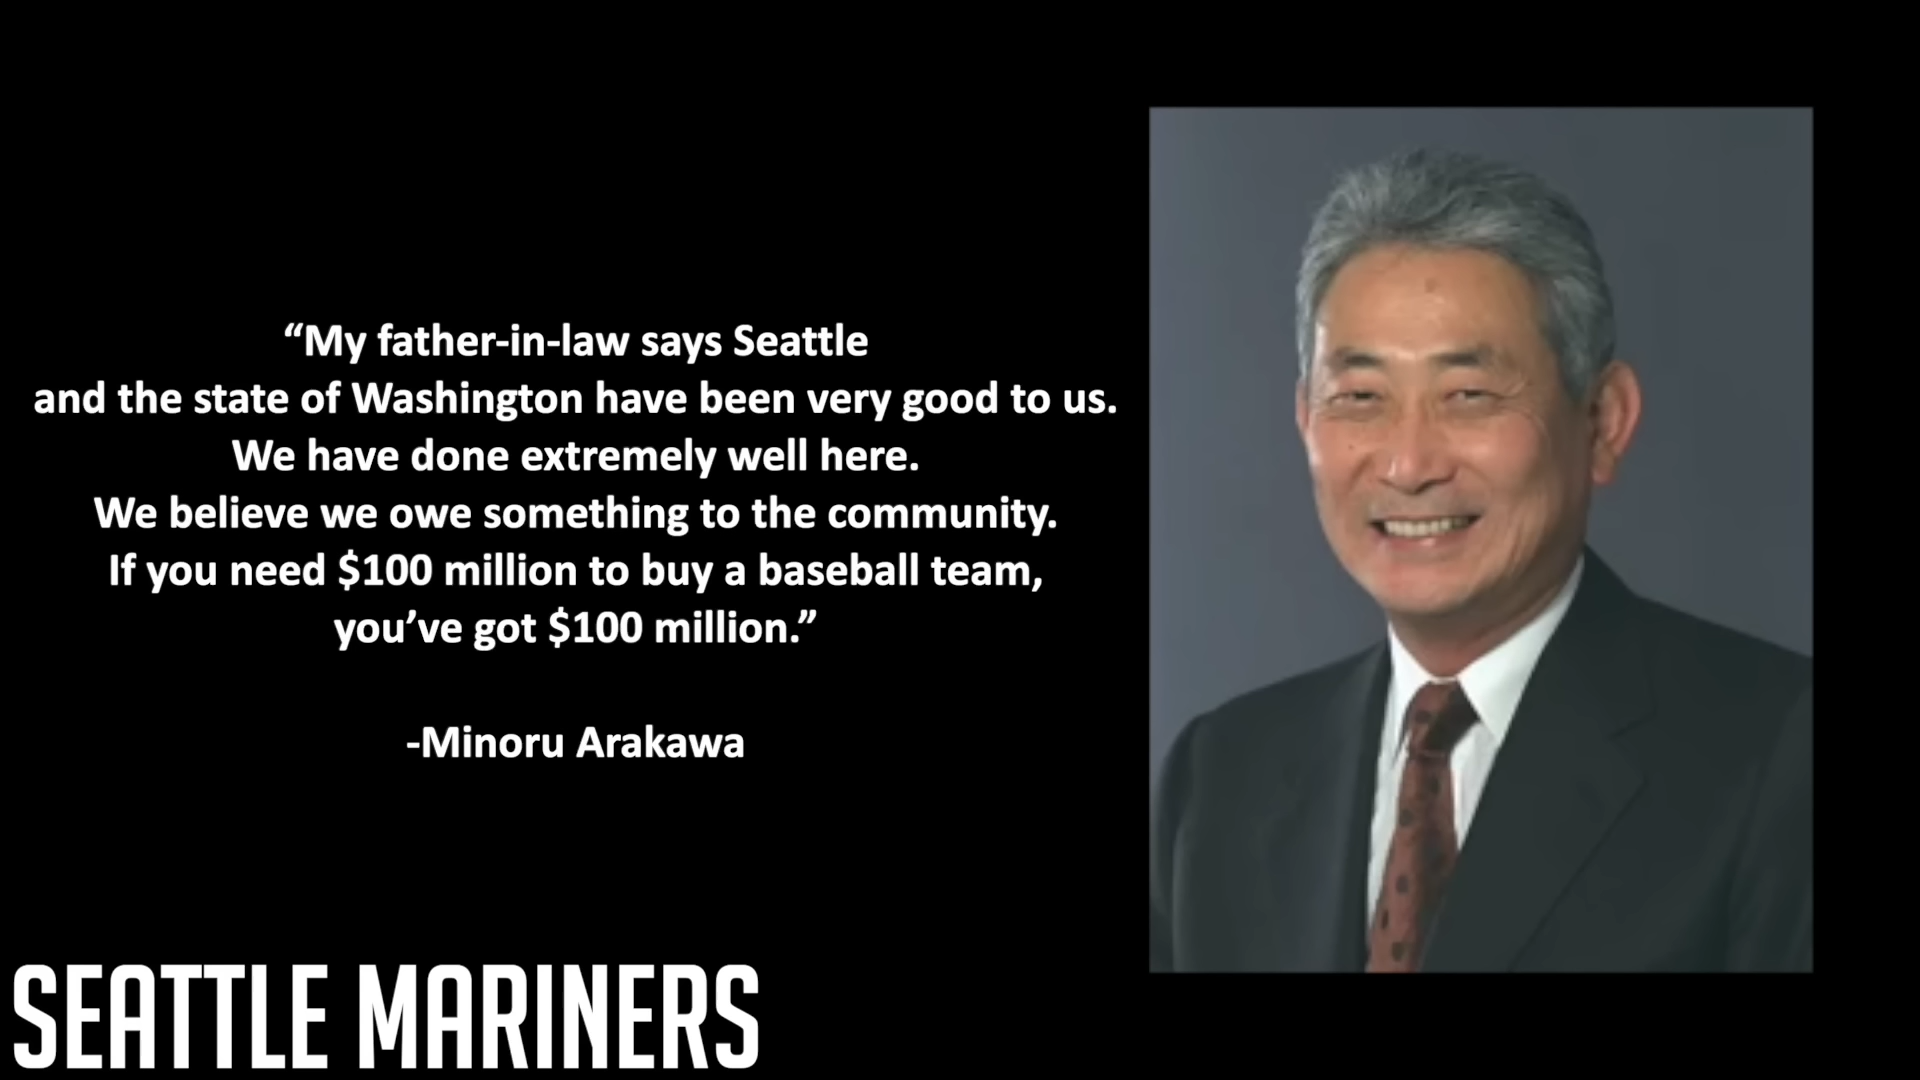 “My father-in-law says Seattle
and the state of Washington have been very good to us.
We have done extremely well here.
We believe we owe something to the community.
If you need $100 million to buy a baseball team,
you’ve got $100 million.”
-Minoru Arakawa
SEATTLE MARINERS